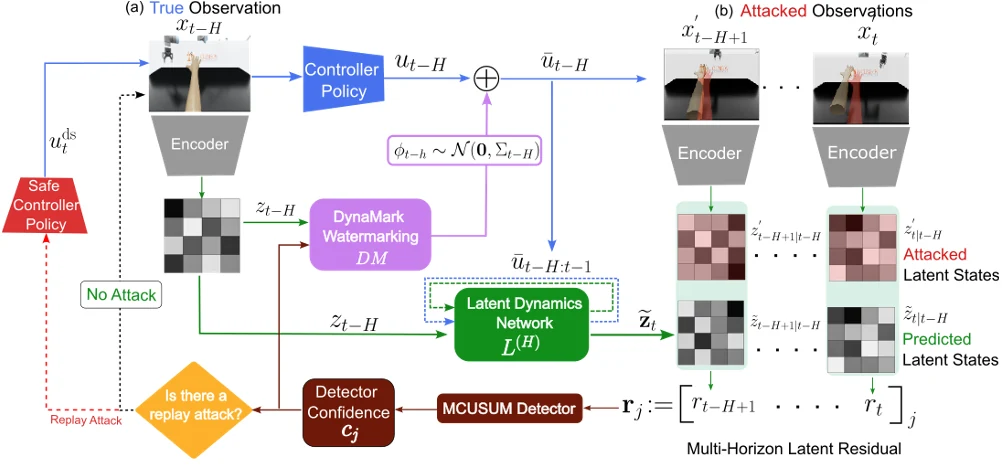 (a) True Observation
x_{t-H}
Controller
Policy
u_{t-H}
ū_{t-H}
(b) Attacked Observations
x'_{t-H+1}
x'_t
. . . .
u_t^{ds}
Safe
Controller
Policy
Encoder
ϕ_{t-h} ∼ N(0, Σ_{t-H})
Encoder
Encoder
z_{t-H}
DynaMark
Watermarking
DM
ū_{t-H:t-1}
z'_{t-H+1|t-H}
. . . .
z'_{t|t-H}
Attacked
Latent States
No Attack
z_{t-H}
Latent Dynamics
Network
L^{(H)}
z̃_t
z̃_{t-H+1|t-H}
. . . .
z̃_{t|t-H}
Predicted
Latent States
Replay Attack
Is there a
replay attack?
Detector
Confidence
c_j
MCUSUM Detector
r_j := [r_{t-H+1} . . . . r_t]_j
Multi-Horizon Latent Residual